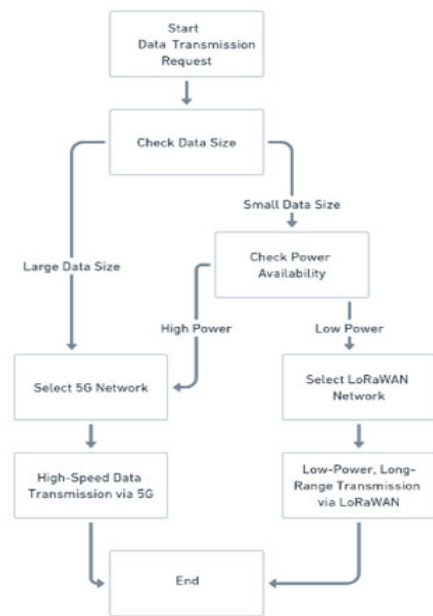 Start
Data Transmission
Request
Check Data Size
Small Data Size
Check Power
Availability
Large Data Size
High Power
Low Power
Select 5G Network
Select LoRaWAN
Network
High-Speed Data
Transmission via 5G
Low-Power, Long-
Range Transmission
via LoRaWAN
End